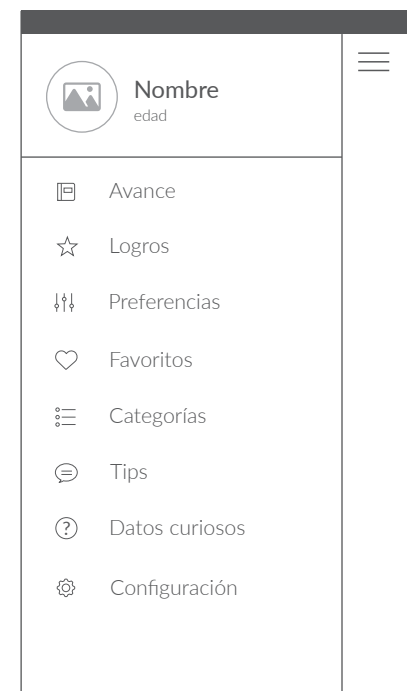 Nombre
edad
Avance
Logros
Preferencias
Favoritos
Categorías
Tips
Datos curiosos
Configuración